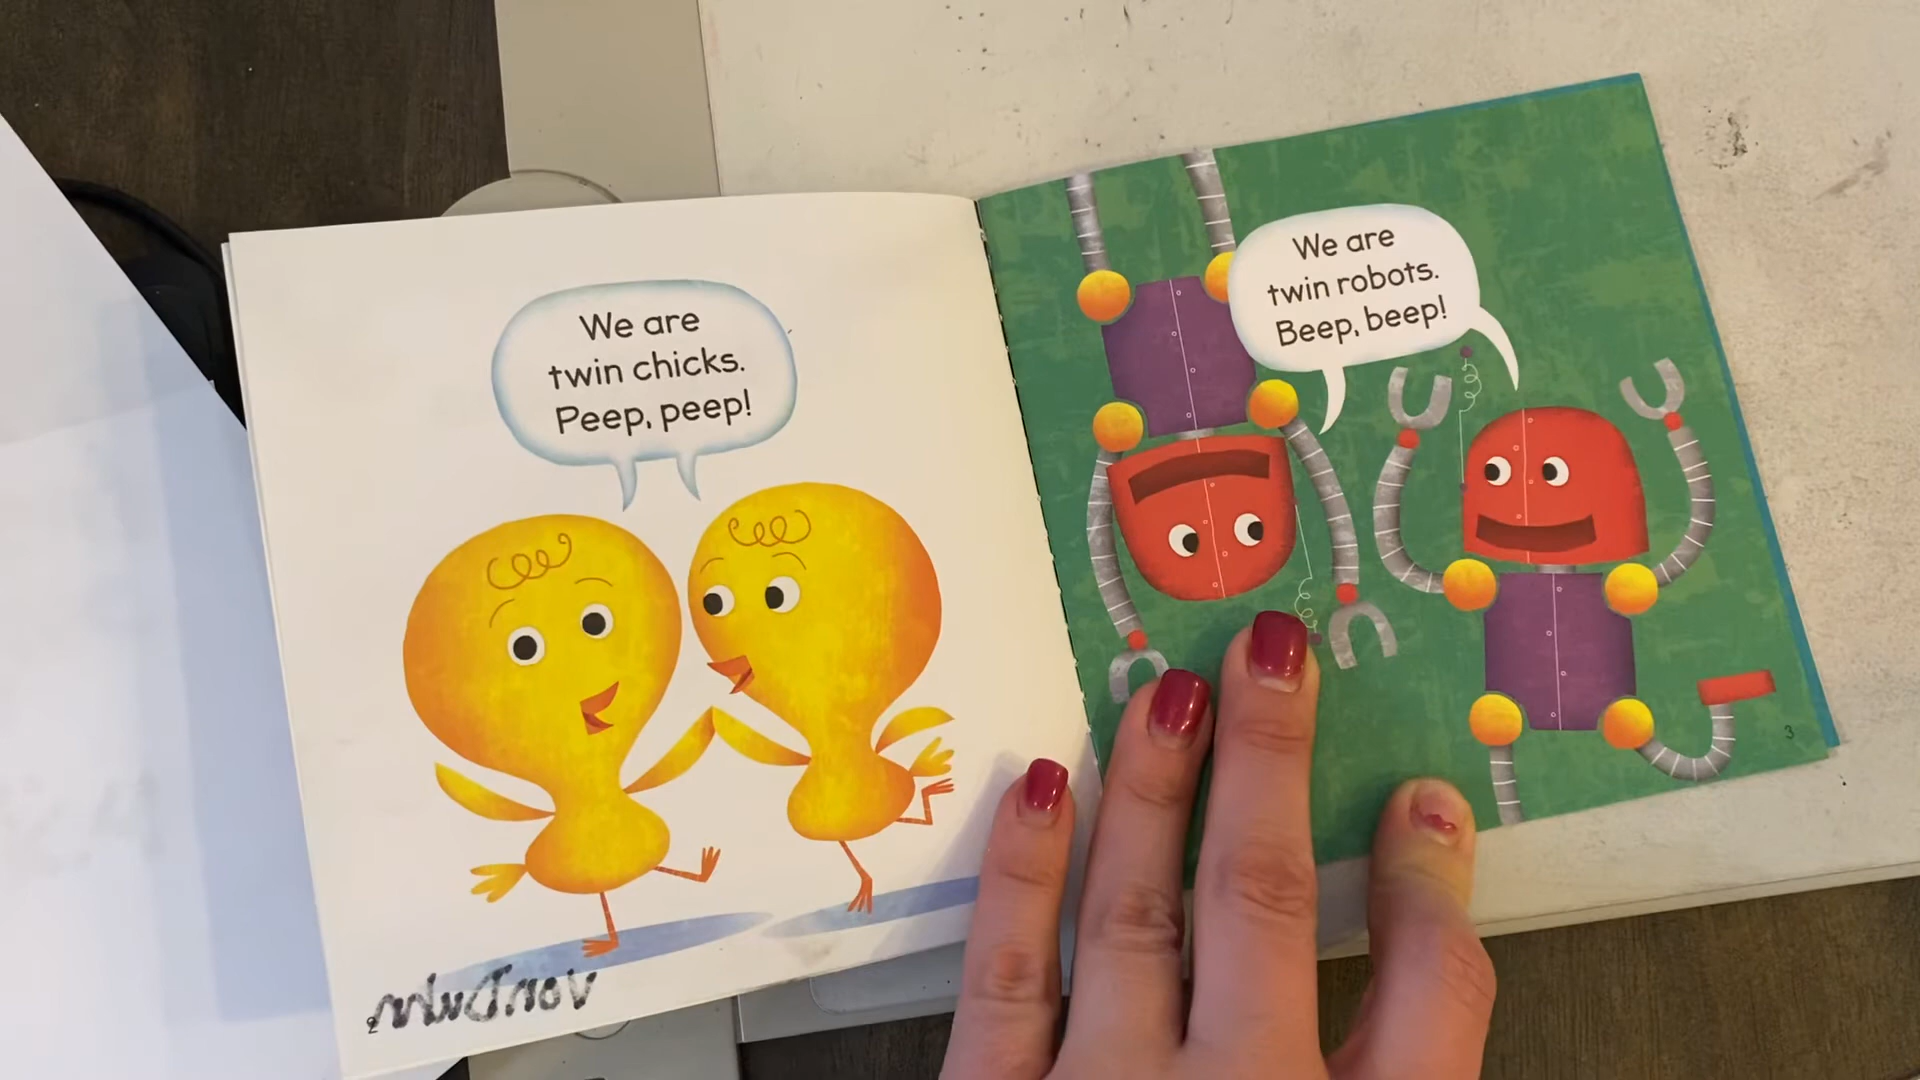 We are
twin chicks.
Peep, peep!
2
We are
twin robots.
Beep, beep!
3